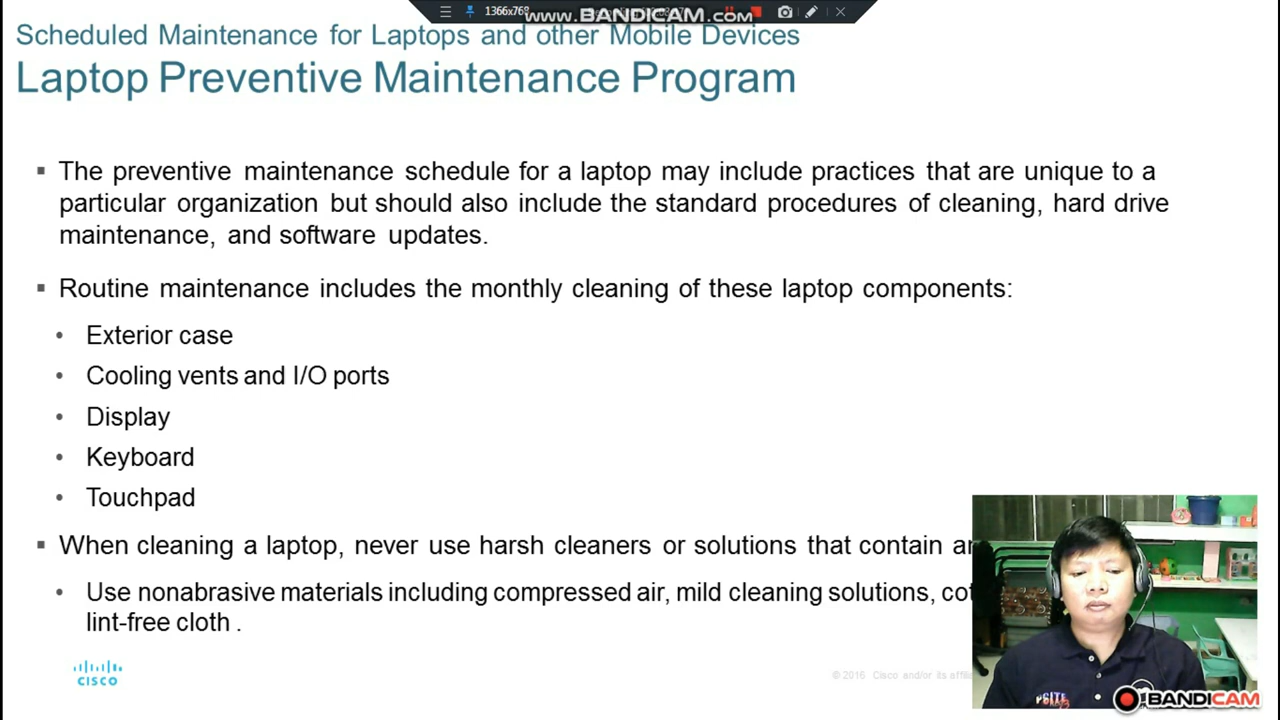 1366x768
www.BANDICAM.com
Scheduled Maintenance for Laptops and other Mobile Devices
Laptop Preventive Maintenance Program
▪ The preventive maintenance schedule for a laptop may include practices that are unique to a
particular organization but should also include the standard procedures of cleaning, hard drive
maintenance, and software updates.
▪ Routine maintenance includes the monthly cleaning of these laptop components:
• Exterior case
• Cooling vents and I/O ports
• Display
• Keyboard
• Touchpad
▪ When cleaning a laptop, never use harsh cleaners or solutions that contain
• Use nonabrasive materials including compressed air, mild cleaning solutions,
lint-free cloth .
CISCO
© 2016 Cisco and/or its
BANDICAM